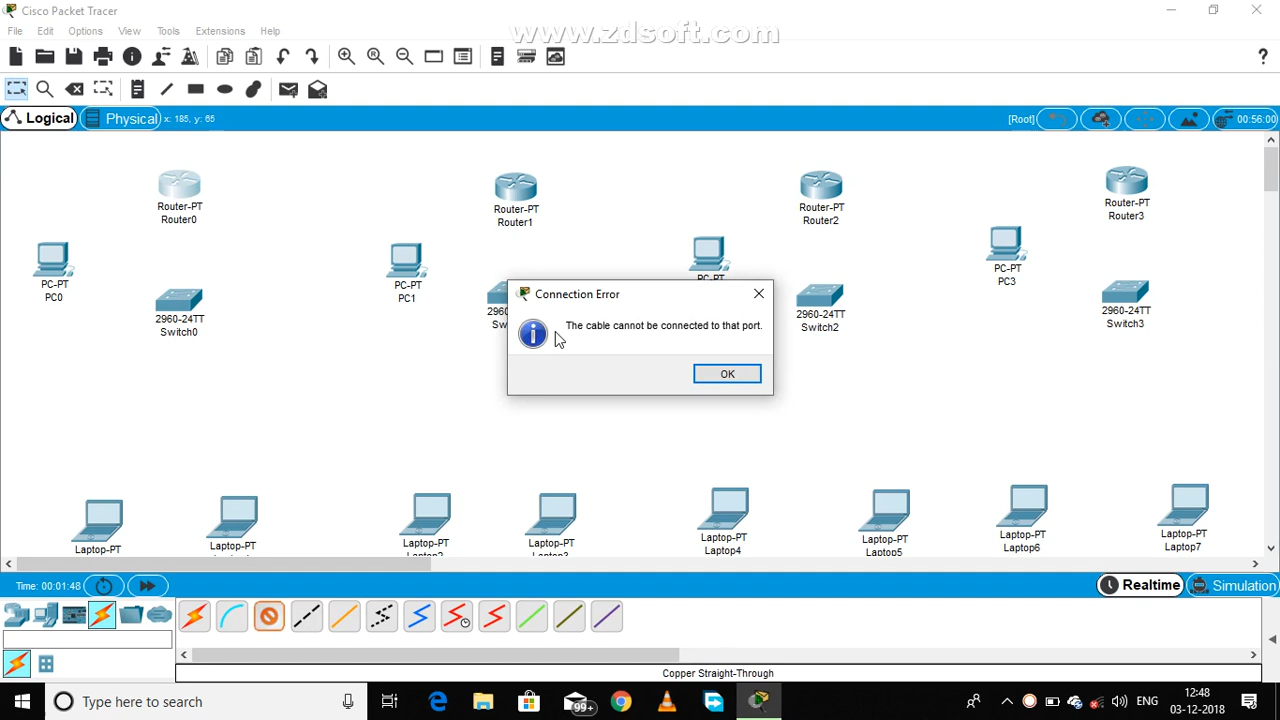 Cisco Packet Tracer
www.zdsoft.com
File Edit Options View Tools Extensions Help
?
Logical Physical x: 185, y: 65 [Root] 00:56:00
Router-PT
Router0
Router-PT
Router1
Router-PT
Router2
Router-PT
Router3
PC-PT
PC0
PC-PT
PC1
PC-PT
PC-PT
PC3
2960-24TT
Switch0
2960-24TT
Switch2
2960-24TT
Switch3
Connection Error
The cable cannot be connected to that port.
OK
Laptop-PT
Laptop-PT
Laptop-PT
Laptop2
Laptop-PT
Laptop3
Laptop-PT
Laptop4
Laptop-PT
Laptop5
Laptop-PT
Laptop6
Laptop-PT
Laptop7
Time: 00:01:48 Realtime Simulation
Copper Straight-Through
Type here to search
99+
ENG
12:48
03-12-2018